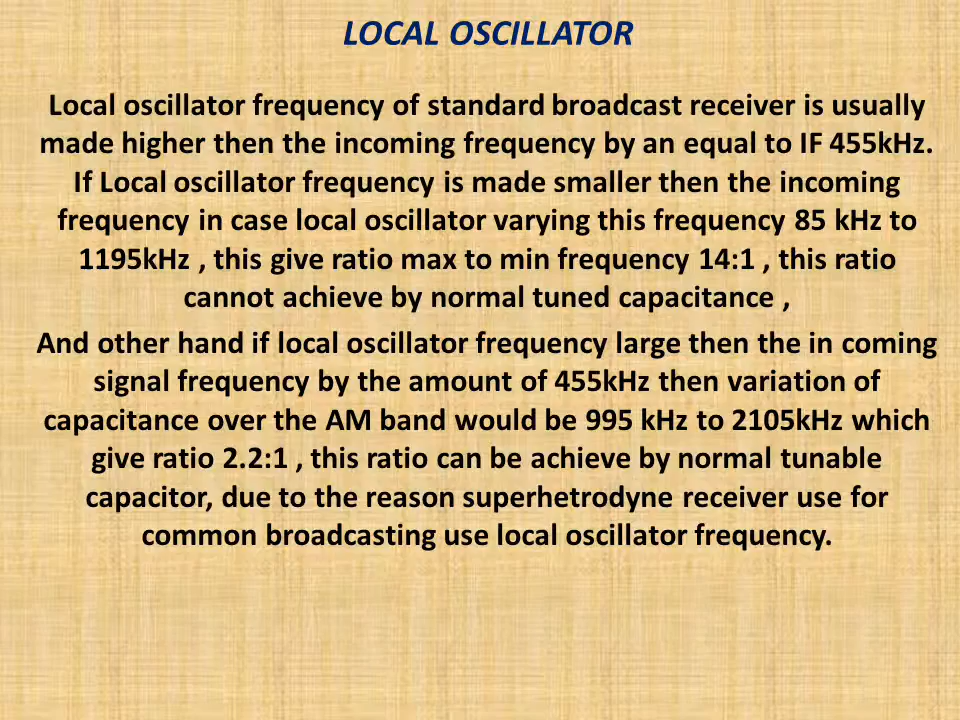 LOCAL OSCILLATOR
Local oscillator frequency of standard broadcast receiver is usually
made higher then the incoming frequency by an equal to IF 455kHz.
If Local oscillator frequency is made smaller then the incoming
frequency in case local oscillator varying this frequency 85 kHz to
1195kHz , this give ratio max to min frequency 14:1 , this ratio
cannot achieve by normal tuned capacitance ,
And other hand if local oscillator frequency large then the in coming
signal frequency by the amount of 455kHz then variation of
capacitance over the AM band would be 995 kHz to 2105kHz which
give ratio 2.2:1 , this ratio can be achieve by normal tunable
capacitor, due to the reason superhetrodyne receiver use for
common broadcasting use local oscillator frequency.